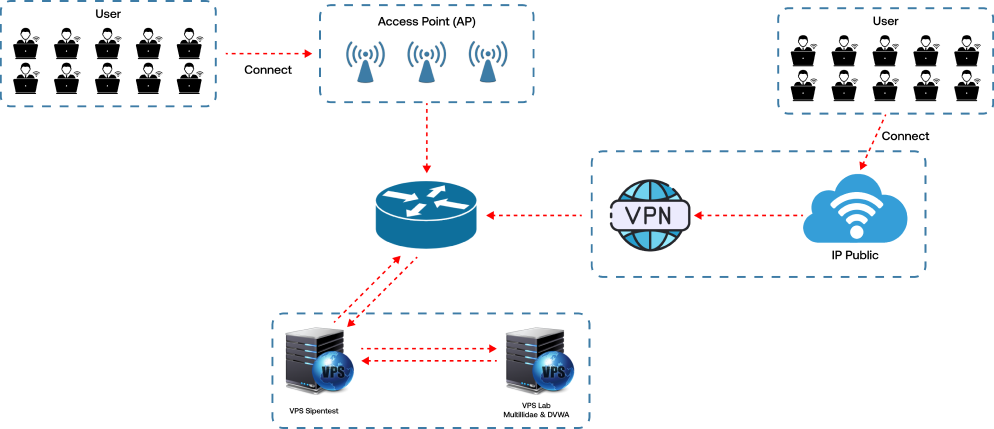 User
Access Point (AP)
User
Connect
Connect
VPN
IP Public
VPS
VPS
VPS Sipentest
VPS Lab
Multillidae & DVWA